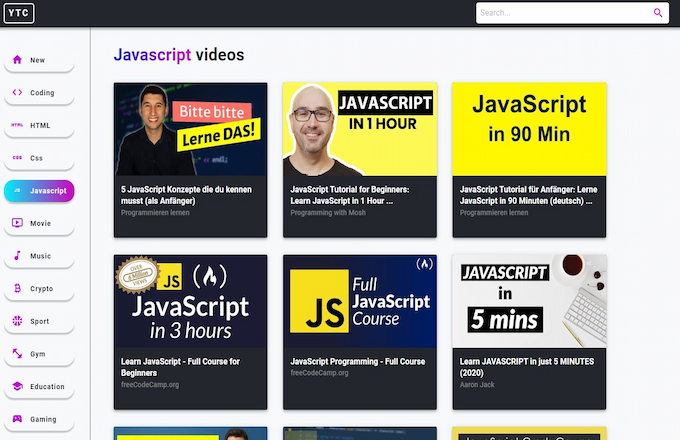 YTC
Search...
New
Coding
HTML
HTML
CSS
Css
JS
Javascript
Movie
Music
Crypto
Sport
Gym
Education
Gaming
Javascript videos
Bitte bitte
Lerne DAS!
5 JavaScript Konzepte die du kennen
musst (als Anfänger)
Programmieren lernen
JAVASCRIPT
IN 1 HOUR
JavaScript Tutorial for Beginners:
Learn JavaScript in 1 Hour ...
Programming with Mosh
JavaScript
in 90 Min
JavaScript Tutorial für Anfänger: Lerne
JavaScript in 90 Minuten (deutsch) ...
Programmieren lernen
OVER
4 Million
VIEWS
JS
JavaScript
in 3 hours
Learn JavaScript - Full Course for
Beginners
freeCodeCamp.org
JS
Full
JavaScript
Course
JavaScript Programming - Full Course
freeCodeCamp.org
JAVASCRIPT
in
5 mins
Learn JAVASCRIPT in just 5 MINUTES
(2020)
Aaron Jack